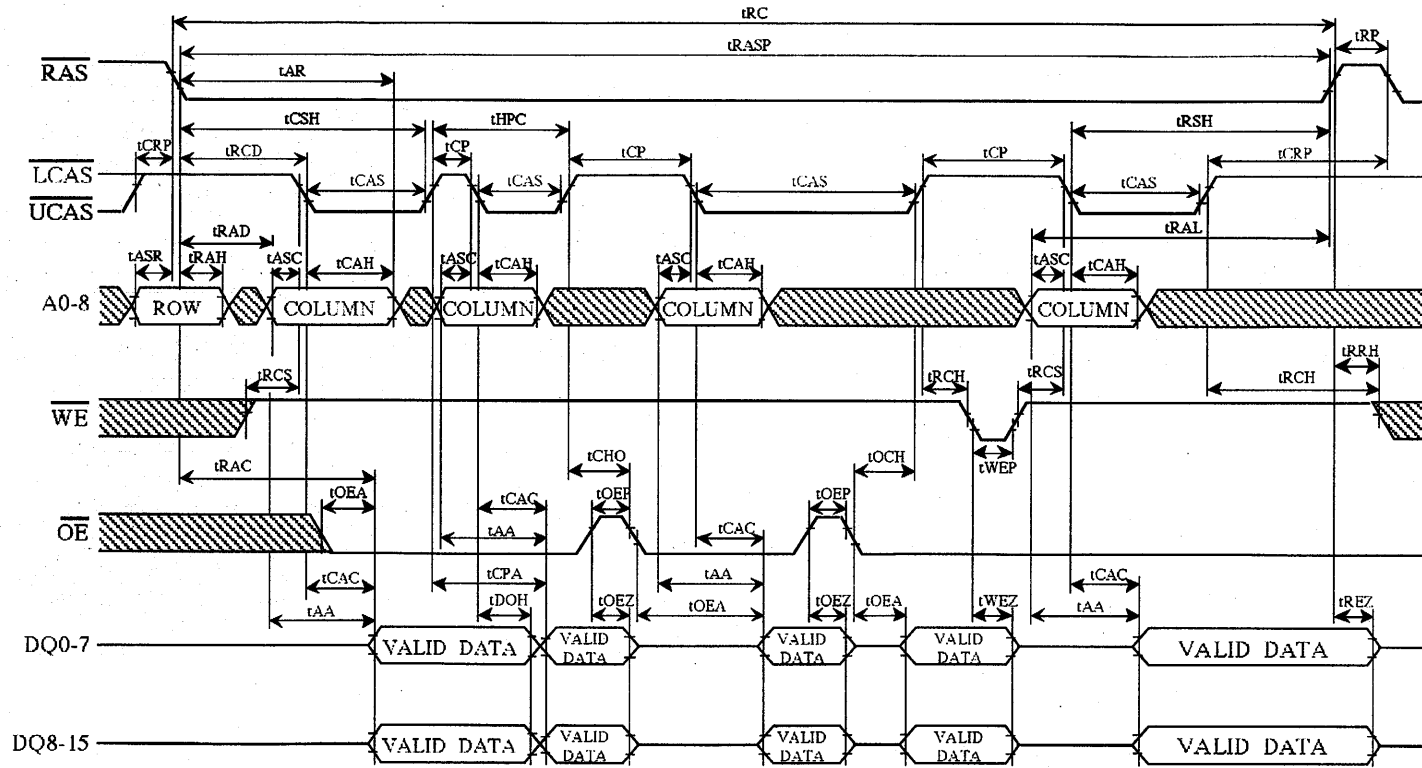 tRC
tRASP tRP
RAS tAR
tCSH tHPC tRSH
tCRP tRCD tCP tCP tCP tCRP
LCAS
tCAS tCAS tCAS tCAS
UCAS
tRAD tRAL
tASR tRAH tASC tCAH tASC tCAH tASC tCAH tASC tCAH
A0-8 ROW COLUMN COLUMN COLUMN COLUMN
tRCS tRCH tRCS tRRH
tRCH
WE
tRAC tCHO tOCH tWEP
tOEA tCAC tOEP tOEP
OE tAA tCAC
tCAC tCPA tAA tCAC
tAA tDOH tOEZ tOEA tOEZ tOEA tWEZ tAA tREZ
DQ0-7 VALID DATA VALID DATA VALID DATA VALID DATA VALID DATA
DQ8-15 VALID DATA VALID DATA VALID DATA VALID DATA VALID DATA